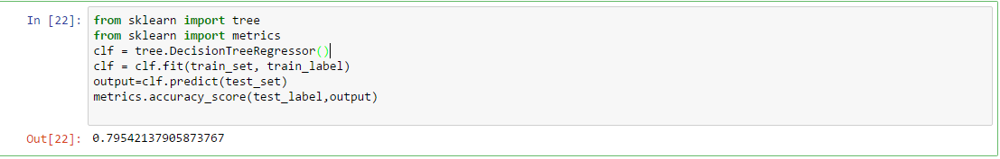 In [22]: from sklearn import tree
from sklearn import metrics
clf = tree.DecisionTreeRegressor()
clf = clf.fit(train_set, train_label)
output=clf.predict(test_set)
metrics.accuracy_score(test_label,output)
Out[22]: 0.79542137905873767